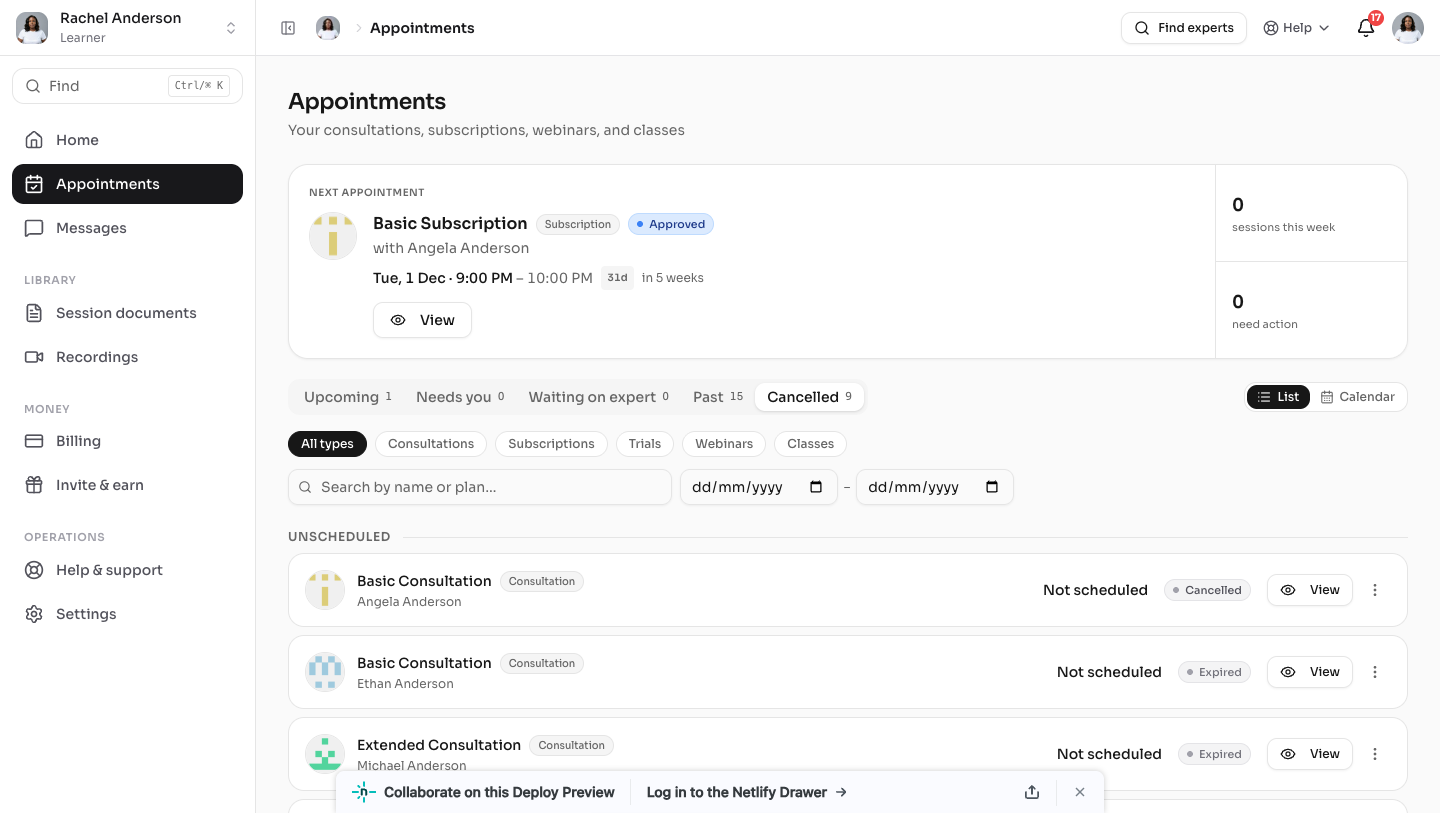 Rachel Anderson
Learner
Appointments
Find experts
Help
17
Find
Ctrl/⌘ K
Home
Appointments
Messages
LIBRARY
Session documents
Recordings
MONEY
Billing
Invite & earn
OPERATIONS
Help & support
Settings
Appointments
Your consultations, subscriptions, webinars, and classes
NEXT APPOINTMENT
Basic Subscription Subscription Approved
with Angela Anderson
Tue, 1 Dec · 9:00 PM – 10:00 PM 31d in 5 weeks
View
0
sessions this week
0
need action
Upcoming 1 Needs you 0 Waiting on expert 0 Past 15 Cancelled 9
List Calendar
All types Consultations Subscriptions Trials Webinars Classes
Search by name or plan... dd/mm/yyyy – dd/mm/yyyy
UNSCHEDULED
Basic Consultation Consultation
Angela Anderson
Not scheduled Cancelled View
Basic Consultation Consultation
Ethan Anderson
Not scheduled Expired View
Extended Consultation Consultation
Michael Anderson
Not scheduled Expired View
Collaborate on this Deploy Preview Log in to the Netlify Drawer →